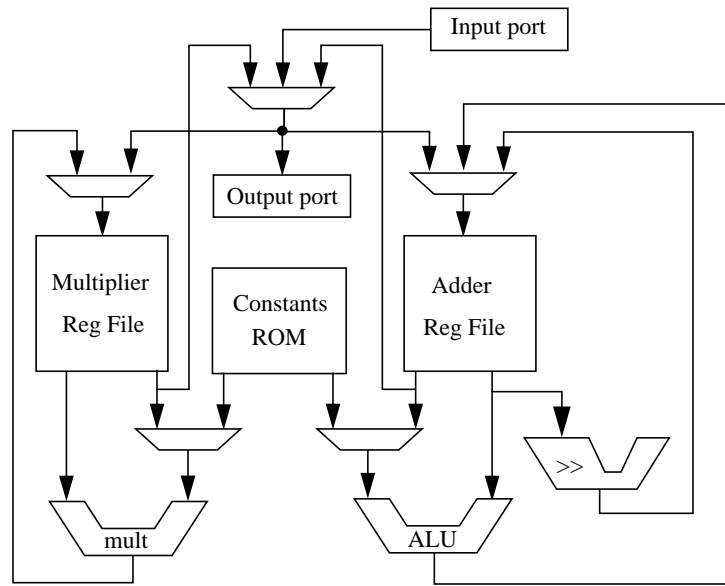 Input port
Output port
Multiplier
Reg File
Constants
ROM
Adder
Reg File
>>
mult
ALU